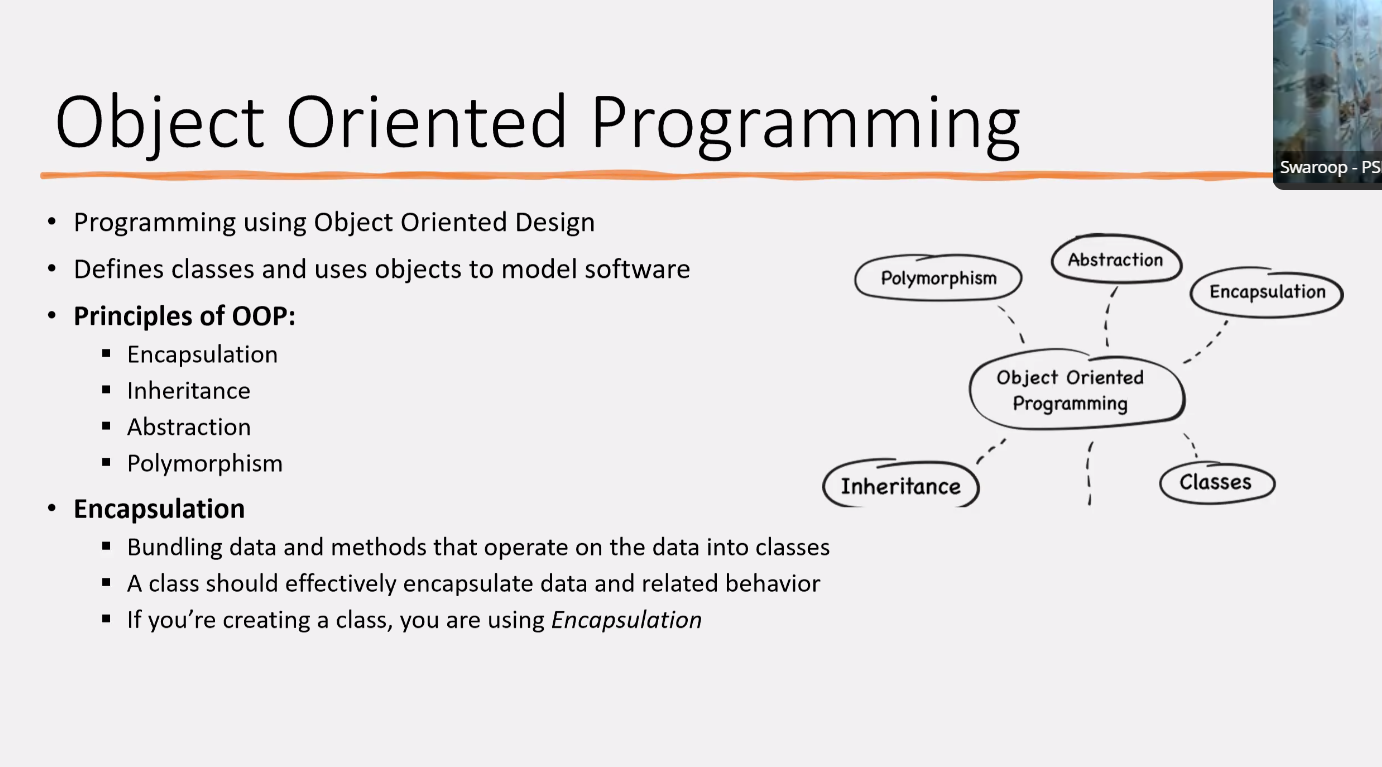 Object Oriented Programming
Swaroop - PS
• Programming using Object Oriented Design
• Defines classes and uses objects to model software
• Principles of OOP:
▪ Encapsulation
▪ Inheritance
▪ Abstraction
▪ Polymorphism
• Encapsulation
▪ Bundling data and methods that operate on the data into classes
▪ A class should effectively encapsulate data and related behavior
▪ If you’re creating a class, you are using Encapsulation
Polymorphism
Abstraction
Encapsulation
Object Oriented
Programming
Inheritance
Classes